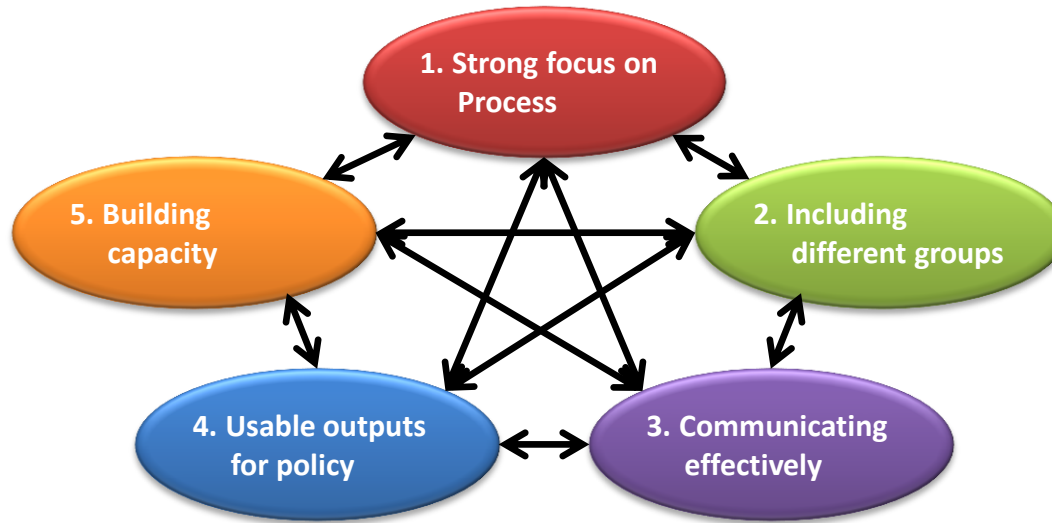 1. Strong focus on
Process
2. Including
different groups
3. Communicating
effectively
4. Usable outputs
for policy
5. Building
capacity